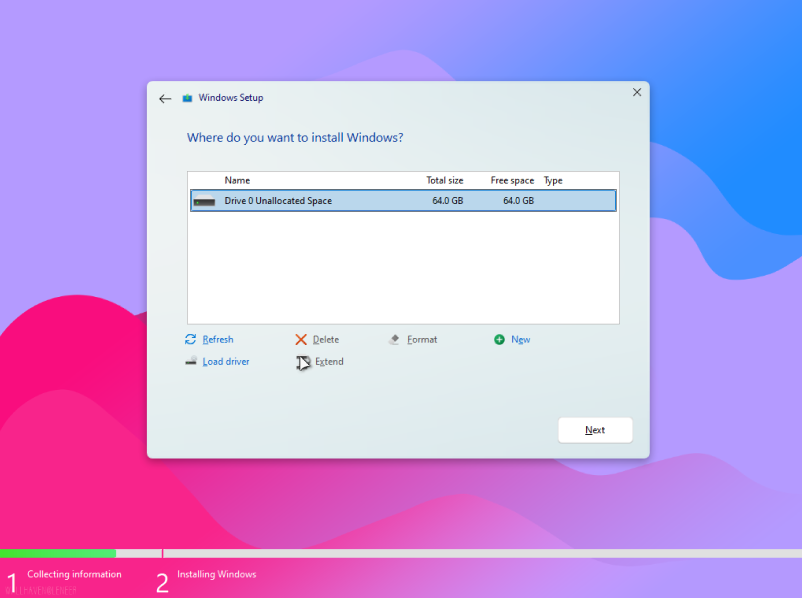 Windows Setup
Where do you want to install Windows?
Name Total size Free space Type
Drive 0 Unallocated Space 64.0 GB 64.0 GB
Refresh Delete Format New
Load driver Extend
Next
1 Collecting information 2 Installing Windows